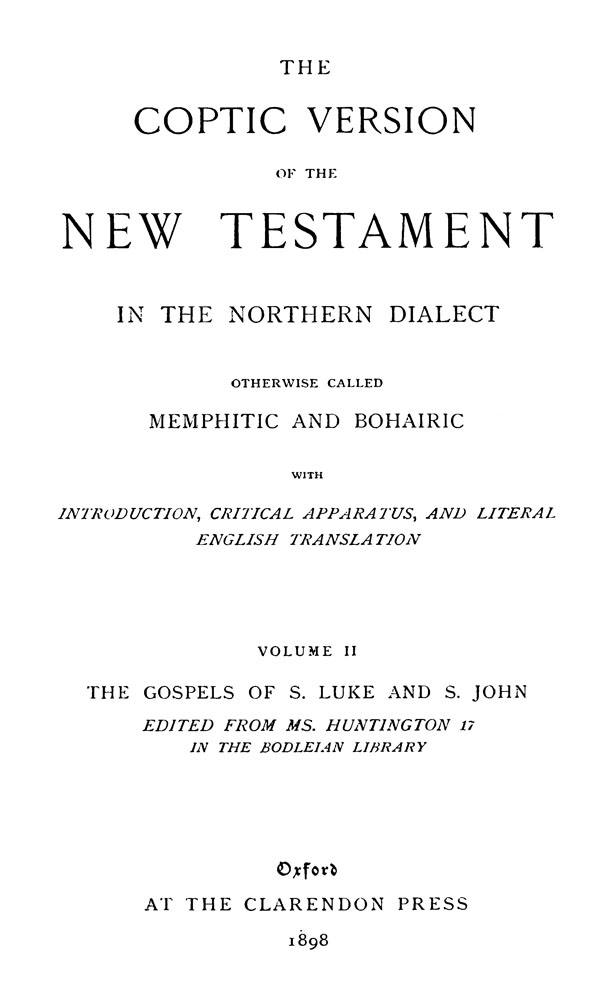 THE
COPTIC VERSION
OF THE
NEW TESTAMENT
IN THE NORTHERN DIALECT
OTHERWISE CALLED
MEMPHITIC AND BOHAIRIC
WITH
INTRODUCTION, CRITICAL APPARATUS, AND LITERAL
ENGLISH TRANSLATION
VOLUME II
THE GOSPELS OF S. LUKE AND S. JOHN
EDITED FROM MS. HUNTINGTON 17
IN THE BODLEIAN LIBRARY
Oxford
AT THE CLARENDON PRESS
1898